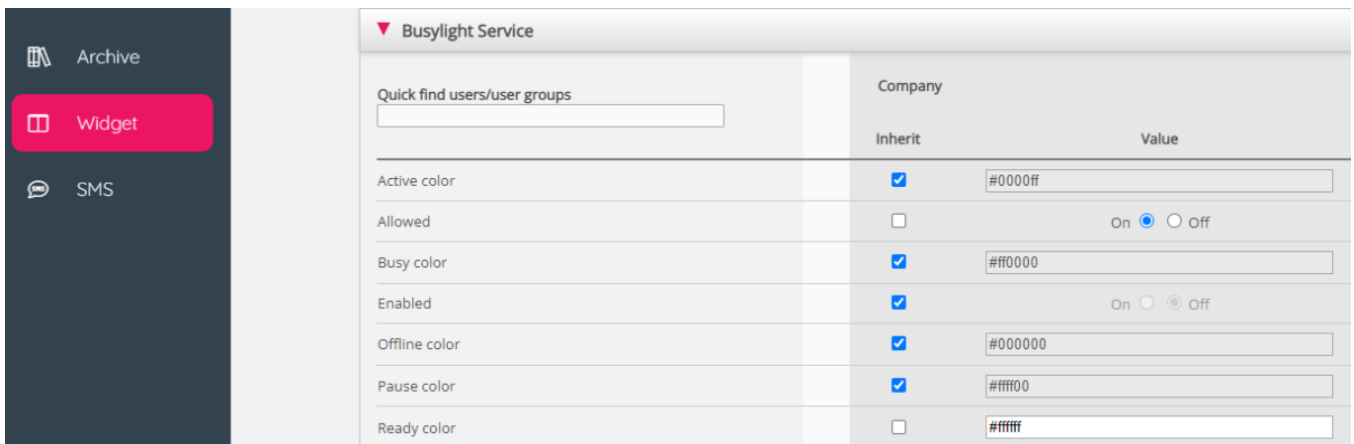 Busylight Service
Archive
Widget
SMS
Quick find users/user groups
Company
Inherit Value
Active color #0000ff
Allowed On Off
Busy color #ff0000
Enabled On Off
Offline color #000000
Pause color #ffff00
Ready color #ffffff